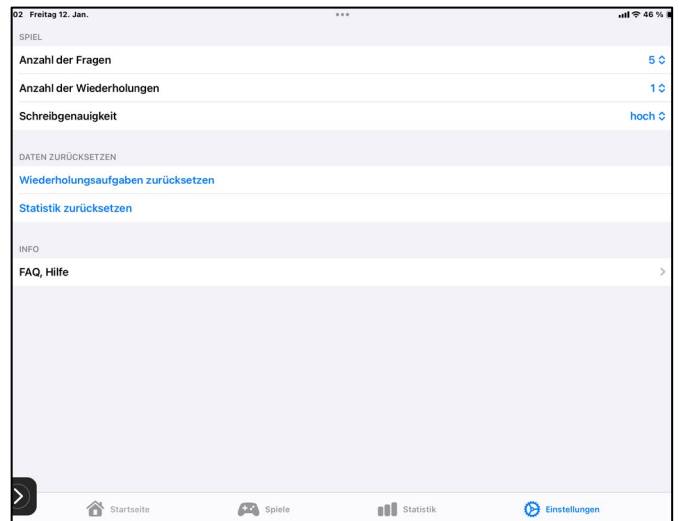 02 Freitag 12. Jan.
46 %
SPIEL
Anzahl der Fragen 5
Anzahl der Wiederholungen 1
Schreibgenauigkeit hoch
DATEN ZURÜCKSETZEN
Wiederholungsaufgaben zurücksetzen
Statistik zurücksetzen
INFO
FAQ, Hilfe
Startseite Spiele Statistik Einstellungen